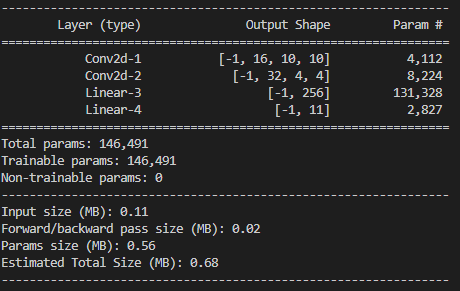 ----------------------------------------------------------------
Layer (type) Output Shape Param #
================================================================
Conv2d-1 [-1, 16, 10, 10] 4,112
Conv2d-2 [-1, 32, 4, 4] 8,224
Linear-3 [-1, 256] 131,328
Linear-4 [-1, 11] 2,827
================================================================
Total params: 146,491
Trainable params: 146,491
Non-trainable params: 0
----------------------------------------------------------------
Input size (MB): 0.11
Forward/backward pass size (MB): 0.02
Params size (MB): 0.56
Estimated Total Size (MB): 0.68
----------------------------------------------------------------